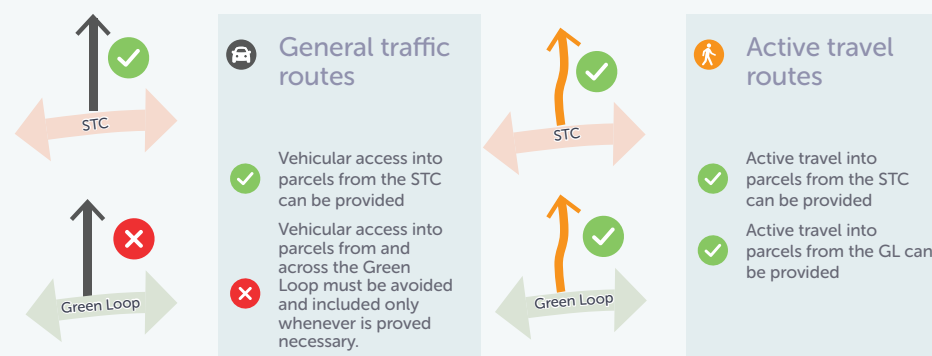 STC
Green Loop
General traffic
routes
Vehicular access into
parcels from the STC
can be provided
Vehicular access into
parcels from and
across the Green
Loop must be avoided
and included only
whenever is proved
necessary.
STC
Green Loop
Active travel
routes
Active travel into
parcels from the STC
can be provided
Active travel into
parcels from the GL can
be provided